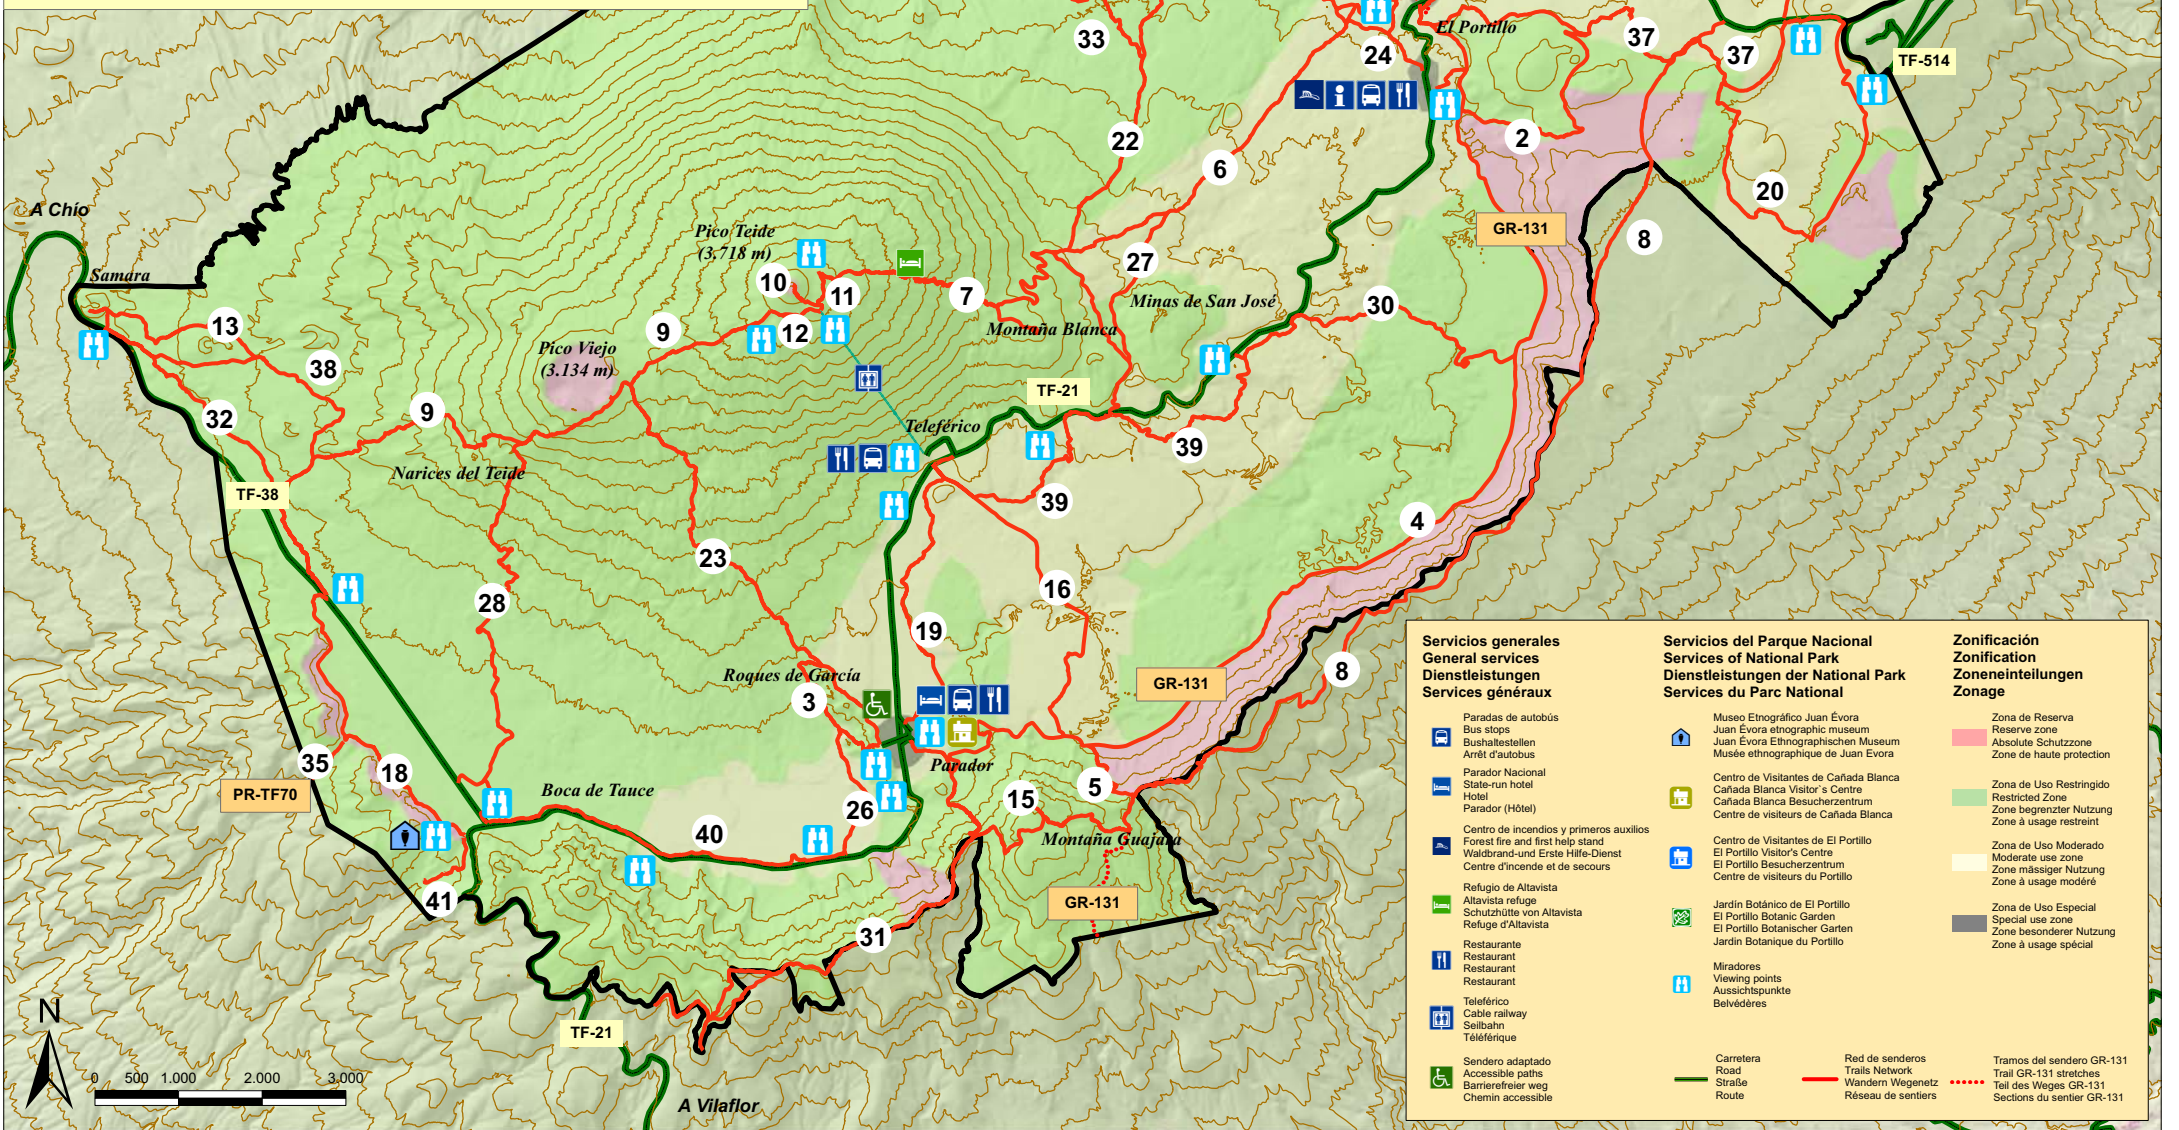 33
El Portillo
24
37
37
TF-514
22
6
2
20
A Chío
Pico Teide
(3.718 m)
GR-131
8
Samara
10
11
7
27
Minas de San José
30
13
9
12
Montaña Blanca
Pico Viejo
(3.134 m)
38
TF-21
32
9
Teleférico
39
Narices del Teide
TF-38
39
4
23
16
28
19
Roques de García
3
GR-131
8
35
18
PR-TF70
Parador
5
15
Boca de Tauce
26
40
Montaña Guajara
41
GR-131
31
N
TF-21
0 500 1.000 2.000 3.000
A Vilaflor
Servicios generales
General services
Dienstleistungen
Services généraux
Paradas de autobús
Bus stops
Bushaltestellen
Arrêt d'autobus
Parador Nacional
State-run hotel
Hotel
Parador (Hôtel)
Centro de incendios y primeros auxilios
Forest fire and first help stand
Waldbrand-und Erste Hilfe-Dienst
Centre d'incende et de secours
Refugio de Altavista
Altavista refuge
Schutzhütte von Altavista
Refuge d'Altavista
Restaurante
Restaurant
Restaurant
Restaurant
Teleférico
Cable railway
Seilbahn
Téléférique
Sendero adaptado
Accessible paths
Barrierefreier weg
Chemin accessible
Servicios del Parque Nacional
Services of National Park
Dienstleistungen der National Park
Services du Parc National
Museo Etnográfico Juan Évora
Juan Évora etnographic museum
Juan Évora Ethnographischen Museum
Musée ethnographique de Juan Evora
Centro de Visitantes de Cañada Blanca
Cañada Blanca Visitor`s Centre
Cañada Blanca Besucherzentrum
Centre de visiteurs de Cañada Blanca
Centro de Visitantes de El Portillo
El Portillo Visitor's Centre
El Portillo Besucherzentrum
Centre de visiteurs du Portillo
Jardín Botánico de El Portillo
El Portillo Botanic Garden
El Portillo Botanischer Garten
Jardin Botanique du Portillo
Miradores
Viewing points
Aussichtspunkte
Belvédères
Zonificación
Zonification
Zoneneinteilungen
Zonage
Zona de Reserva
Reserve zone
Absolute Schutzzone
Zone de haute protection
Zona de Uso Restringido
Restricted Zone
Zone begrenzter Nutzung
Zone à usage restreint
Zona de Uso Moderado
Moderate use zone
Zone mässiger Nutzung
Zone à usage modéré
Zona de Uso Especial
Special use zone
Zone besonderer Nutzung
Zone à usage spécial
Carretera
Road
Straße
Route
Red de senderos
Trails Network
Wandern Wegenetz
Réseau de sentiers
Tramos del sendero GR-131
Trail GR-131 stretches
Teil des Weges GR-131
Sections du sentier GR-131